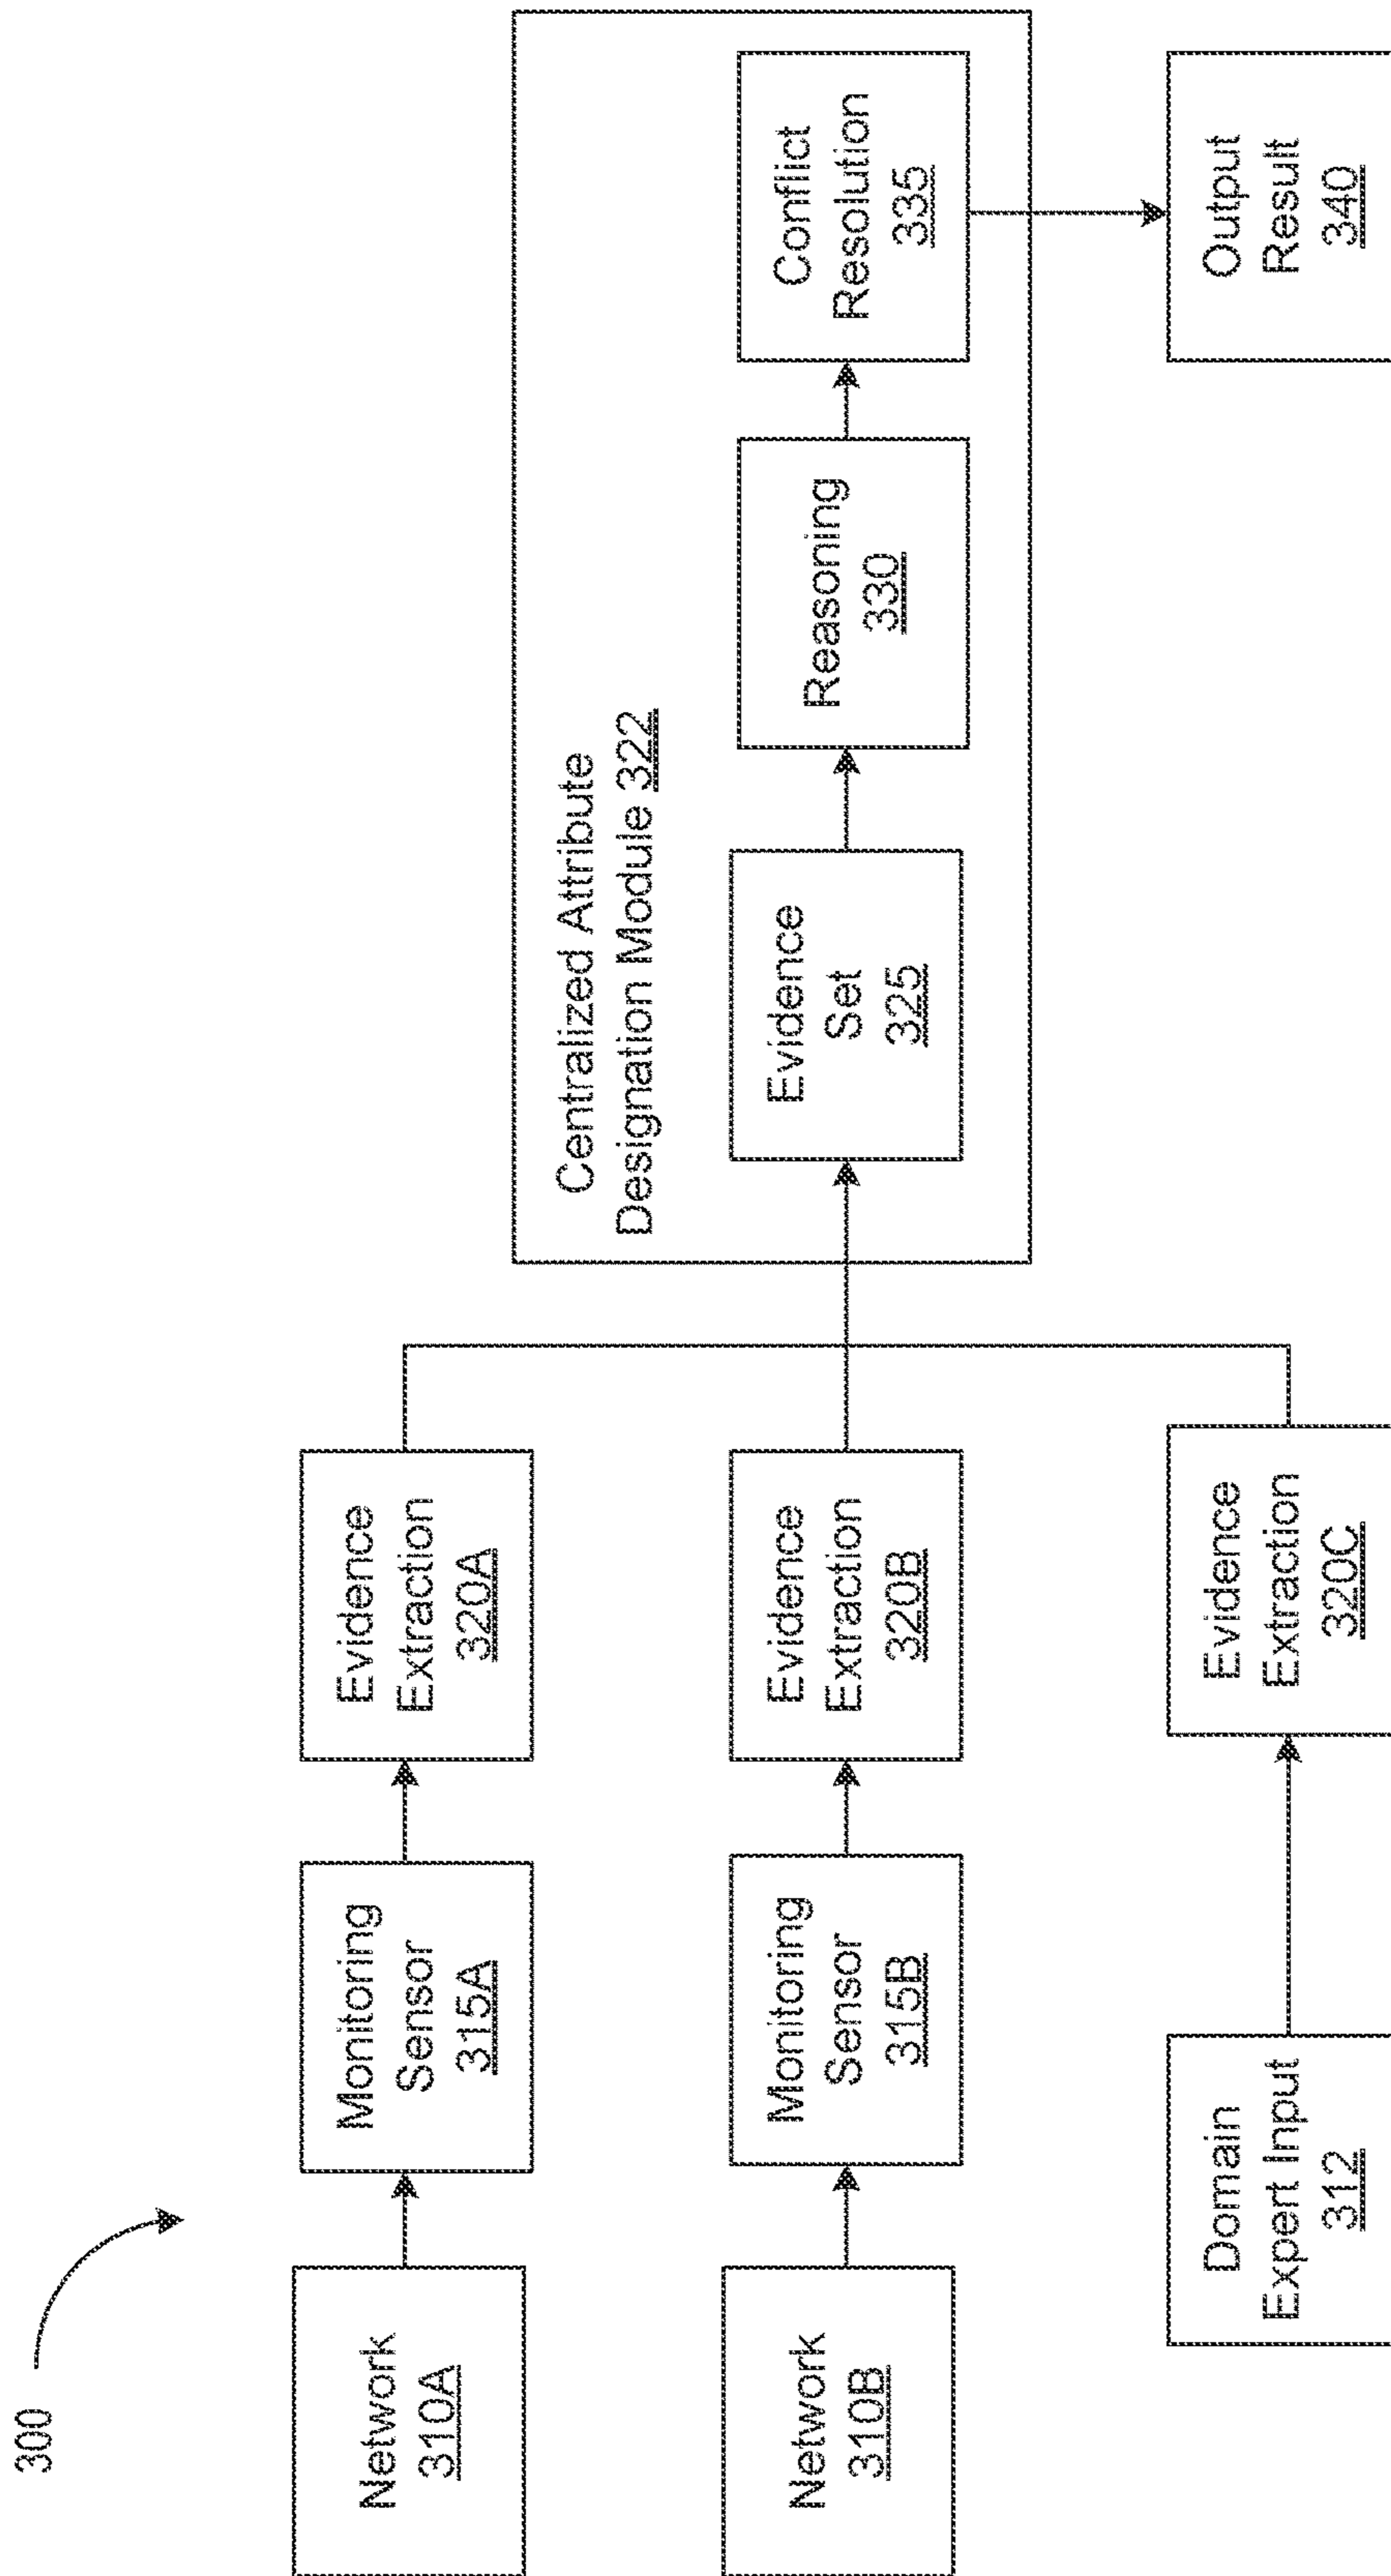 300
Network
310A
Monitoring
Sensor
315A
Evidence
Extraction
320A
Network
310B
Monitoring
Sensor
315B
Evidence
Extraction
320B
Domain
Expert Input
312
Evidence
Extraction
320C
Centralized Attribute
Designation Module 322
Evidence
Set
325
Reasoning
330
Conflict
Resolution
335
Output
Result
340